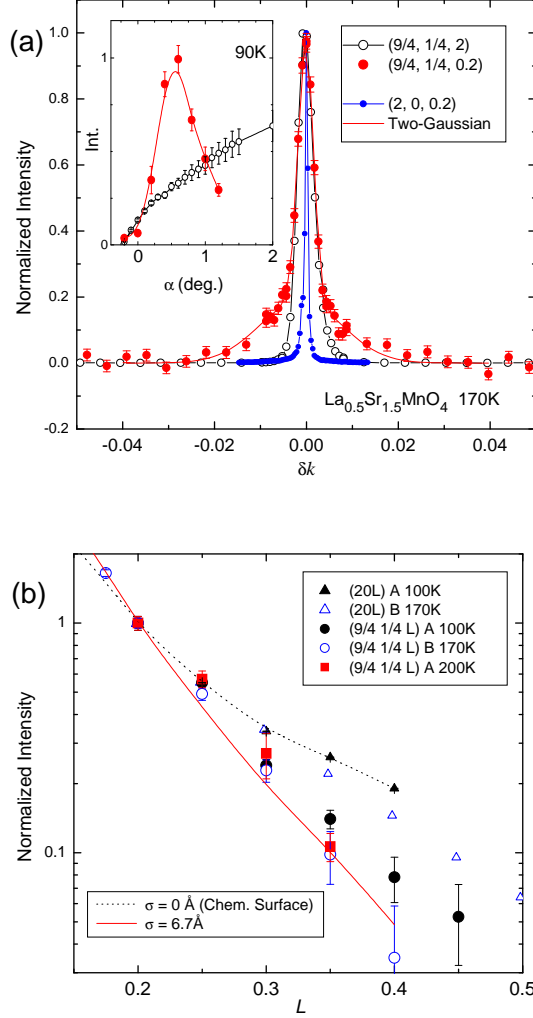 (a)
1.0
0.8
0.6
0.4
0.2
0.0
-0.2
Normalized Intensity
1
0
Int.
90K
0
1
2
α (deg.)
(9/4, 1/4, 2)
(9/4, 1/4, 0.2)
(2, 0, 0.2)
Two-Gaussian
La0.5Sr1.5MnO4 170K
-0.04
-0.02
0.00
0.02
0.04
δk
(b)
1
0.1
Normalized Intensity
(20L) A 100K
(20L) B 170K
(9/4 1/4 L) A 100K
(9/4 1/4 L) B 170K
(9/4 1/4 L) A 200K
σ = 0 Å (Chem. Surface)
σ = 6.7Å
0.2
0.3
0.4
0.5
L